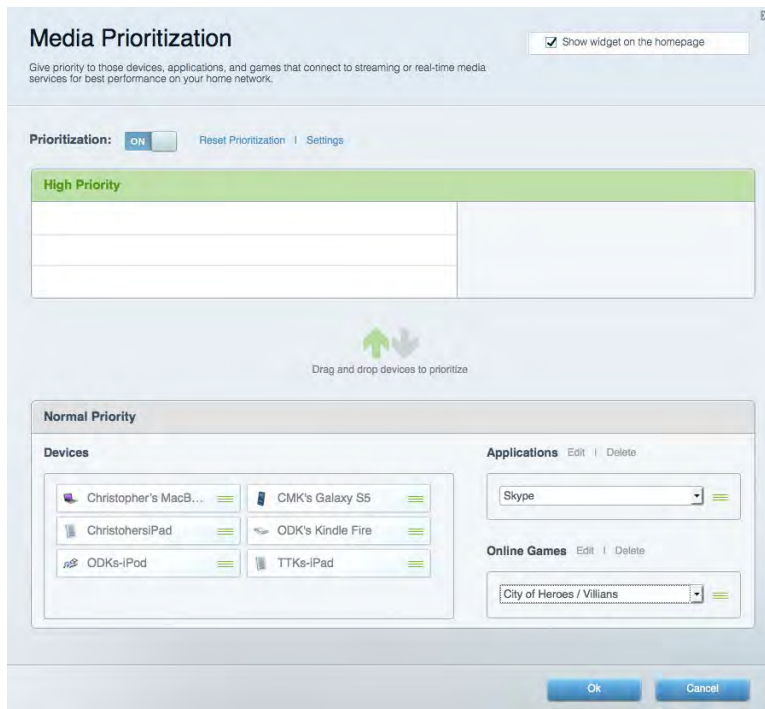 Media Prioritization
Show widget on the homepage
Give priority to those devices, applications, and games that connect to streaming or real-time media
services for best performance on your home network.
Prioritization: ON Reset Prioritization | Settings
High Priority
Drag and drop devices to prioritize
Normal Priority
Devices
Applications Edit | Delete
Christopher's MacB...
CMK's Galaxy S5
Skype
ChristohersiPad
ODK's Kindle Fire
ODKs-iPod
TTKs-iPad
Online Games Edit | Delete
City of Heroes / Villians
Ok
Cancel